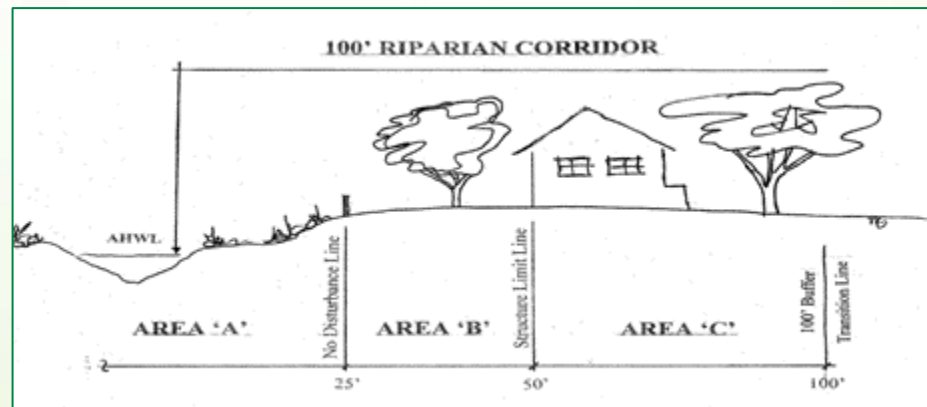 100' RIPARIAN CORRIDOR
AHWL
No Disturbance Line
Structure Limit Line
100' Buffer
Transition Line
AREA 'A'
AREA 'B'
AREA 'C'
25'
50'
100'